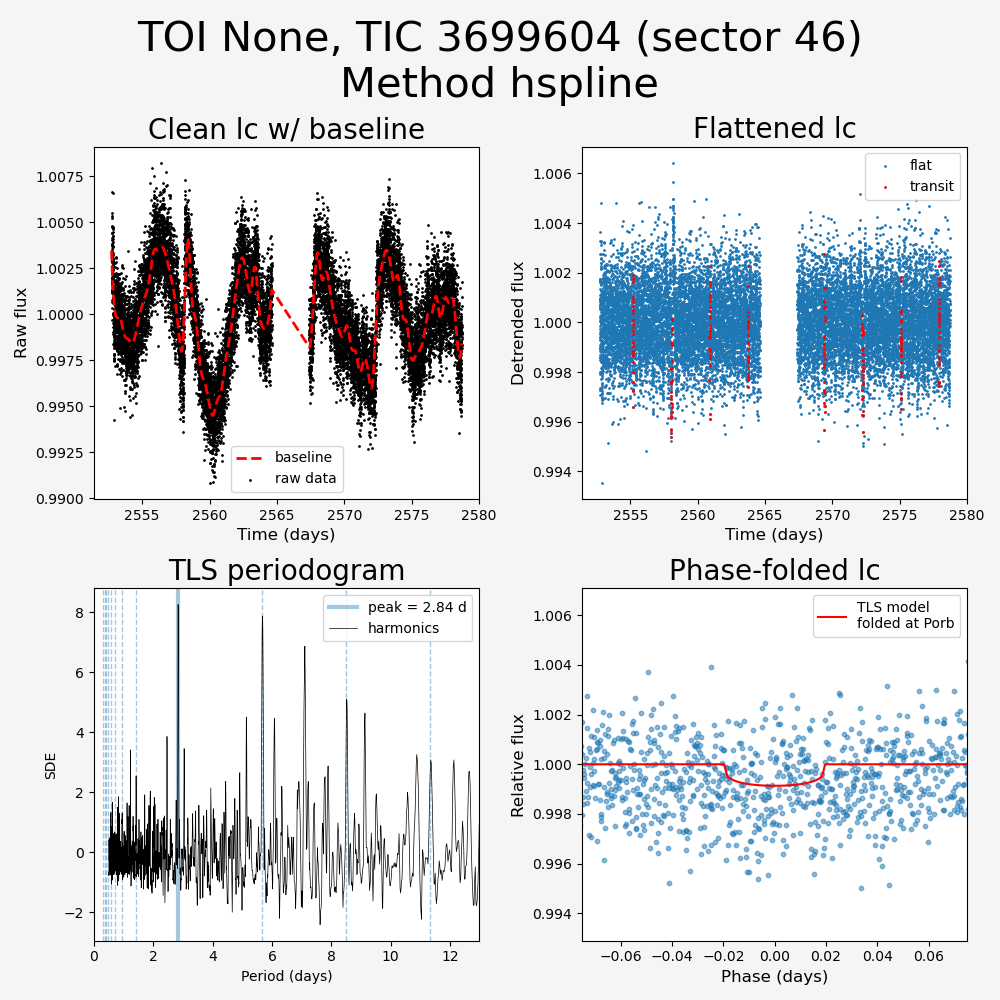 TOI None, TIC 3699604 (sector 46)
Method hspline
Clean lc w/ baseline
1.0075
1.0050
1.0025
1.0000
0.9975
0.9950
0.9925
0.9900
Raw flux
baseline
raw data
2555
2560
2565
2570
2575
2580
Time (days)
Flattened lc
1.006
1.004
1.002
1.000
0.998
0.996
0.994
Detrended flux
flat
transit
2555
2560
2565
2570
2575
2580
Time (days)
TLS periodogram
8
6
4
2
0
−2
SDE
peak = 2.84 d
harmonics
0
2
4
6
8
10
12
Period (days)
Phase-folded lc
1.006
1.004
1.002
1.000
0.998
0.996
0.994
Relative flux
TLS model
folded at Porb
−0.06
−0.04
−0.02
0.00
0.02
0.04
0.06
Phase (days)